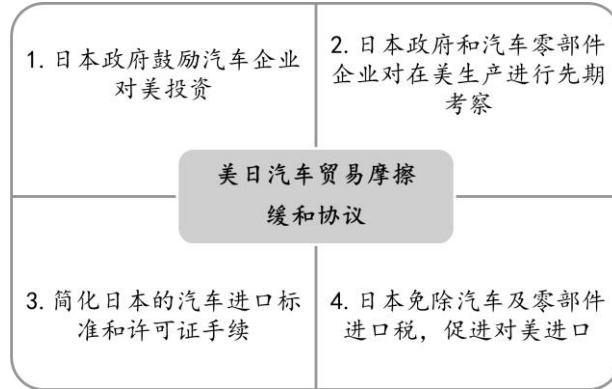 1. 日本政府鼓励汽车企业
对美投资
2. 日本政府和汽车零部件
企业对在美生产进行先期
考察
美日汽车贸易摩擦
缓和协议
3. 简化日本的汽车进口标
准和许可证手续
4. 日本免除汽车及零部件
进口税，促进对美进口